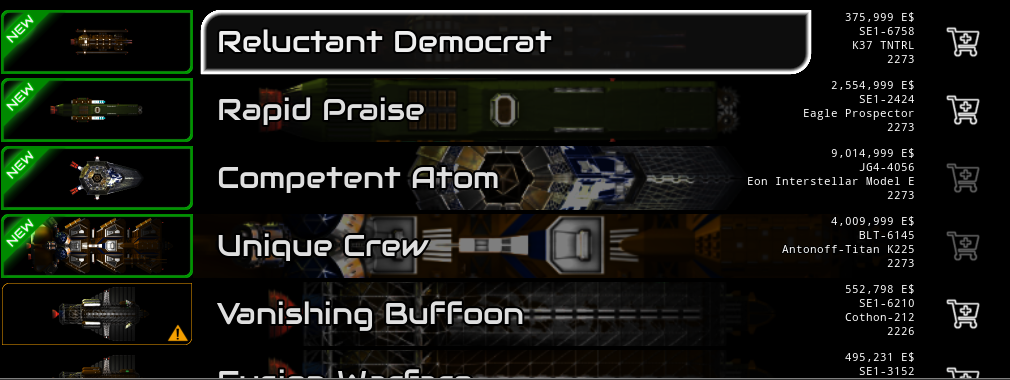 NEW
Reluctant Democrat
375,999 E$
SE1-6758
K37 TNTRL
2273
NEW
Rapid Praise
2,554,999 E$
SE1-2424
Eagle Prospector
2273
NEW
Competent Atom
9,014,999 E$
JG4-4056
Eon Interstellar Model E
2273
NEW
Unique Crew
4,009,999 E$
BLT-6145
Antonoff-Titan K225
2273
Vanishing Buffoon
552,798 E$
SE1-6210
Cothon-212
2226
Fusion Warfare
495,231 E$
SE1-3152